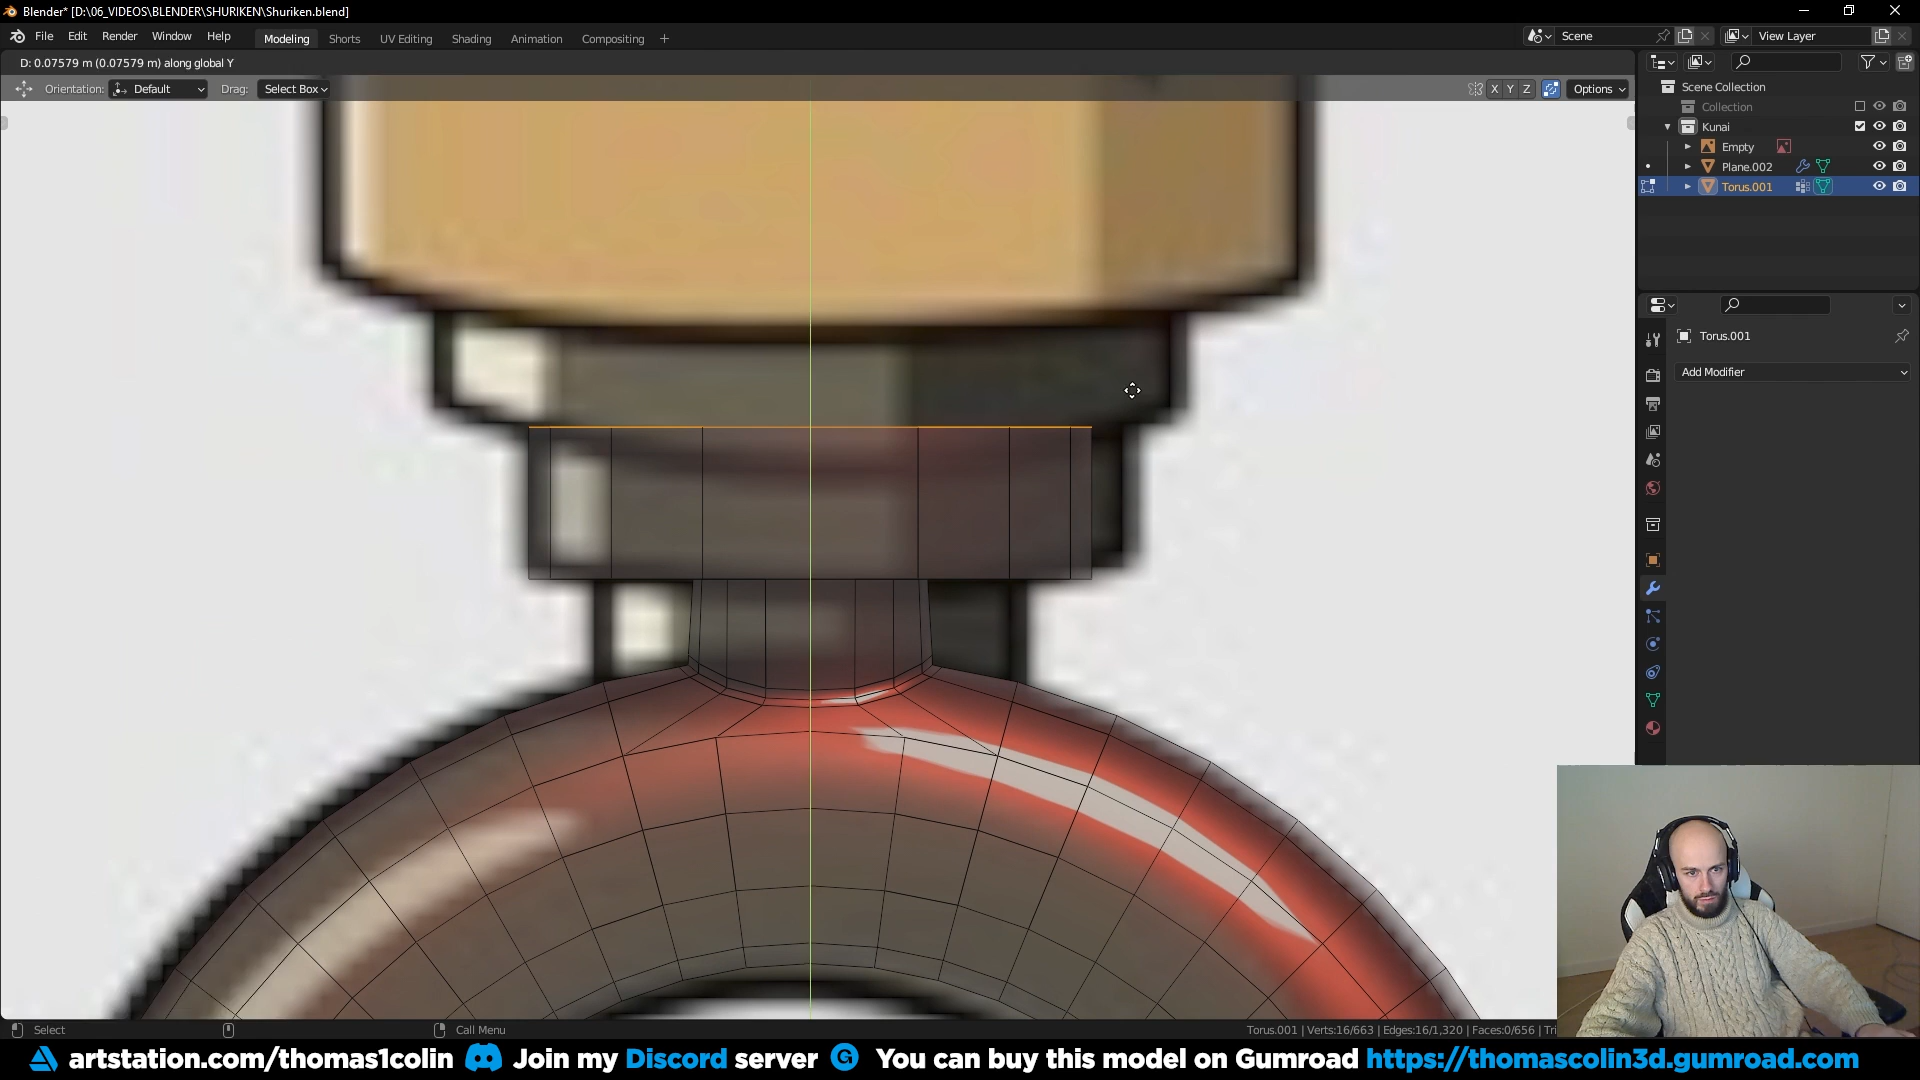 Blender* [D:\06_VIDEOS\BLENDER\SHURIKEN\Shuriken.blend]
File Edit Render Window Help Modeling Shorts UV Editing Shading Animation Compositing + Scene View Layer
D: 0.07579 m (0.07579 m) along global Y
Orientation: Default Drag: Select Box X Y Z Options
Scene Collection
Collection
Kunai
Empty
Plane.002
Torus.001
Torus.001
Add Modifier
Select Call Menu Torus.001 | Verts:16/663 | Edges:16/1,320 | Faces:0/656 | Tri
artstation.com/thomas1colin Join my Discord server You can buy this model on Gumroad https://thomascolin3d.gumroad.com